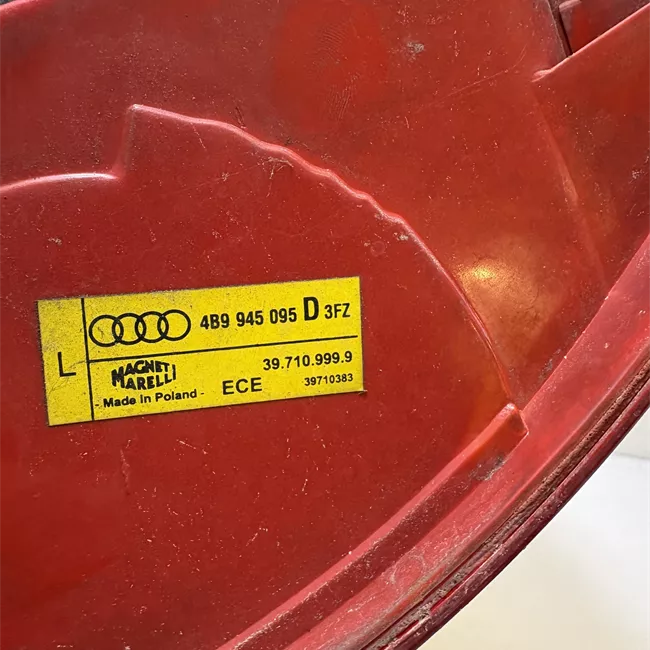 L
4B9 945 095 D 3FZ
MAGNETI MARELLI
39.710.999.9
- Made in Poland -
ECE
39710383